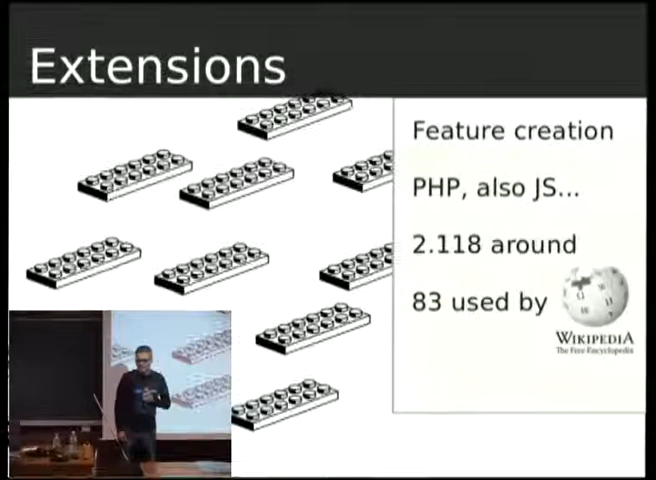 Extensions
Feature creation
PHP, also JS...
2.118 around
83 used by
WIKIPEDIA
The Free Encyclopedia